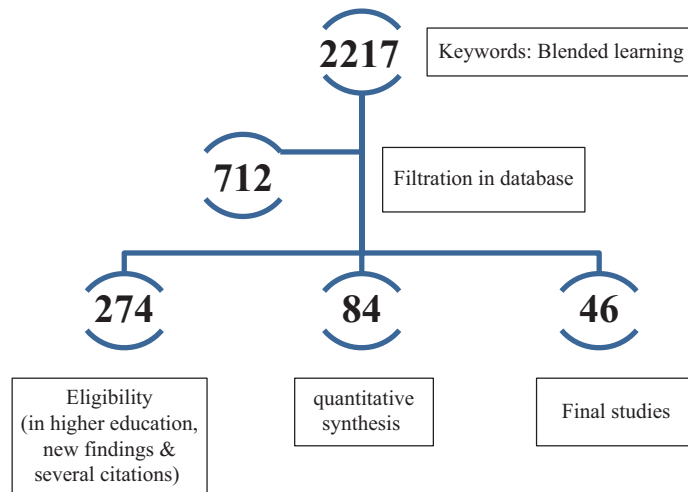 2217
Keywords: Blended learning
712
Filtration in database
274
84
46
Eligibility
(in higher education,
new findings &
several citations)
quantitative
synthesis
Final studies